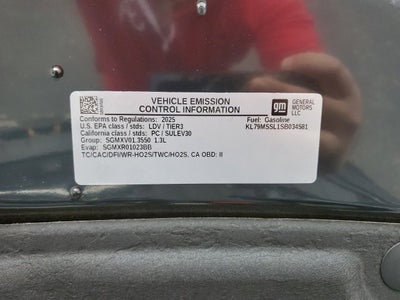 VEHICLE EMISSION
CONTROL INFORMATION
gm
GENERAL
MOTORS
LLC
Conforms to Regulations: 2025
Fuel: Gasoline
U.S. EPA class / stds: LDV / TIER3
KL79MSSL1SB034581
California class / stds: PC / SULEV30
Group: SGMXV01.3550 1.3L
Evap: SGMXR01023BB
TC/CAC/DFI/WR-HO2S/TWC/HO2S, CA OBD: II